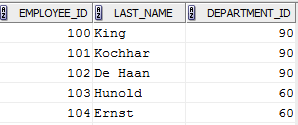 EMPLOYEE_ID LAST_NAME DEPARTMENT_ID
100 King 90
101 Kochhar 90
102 De Haan 90
103 Hunold 60
104 Ernst 60